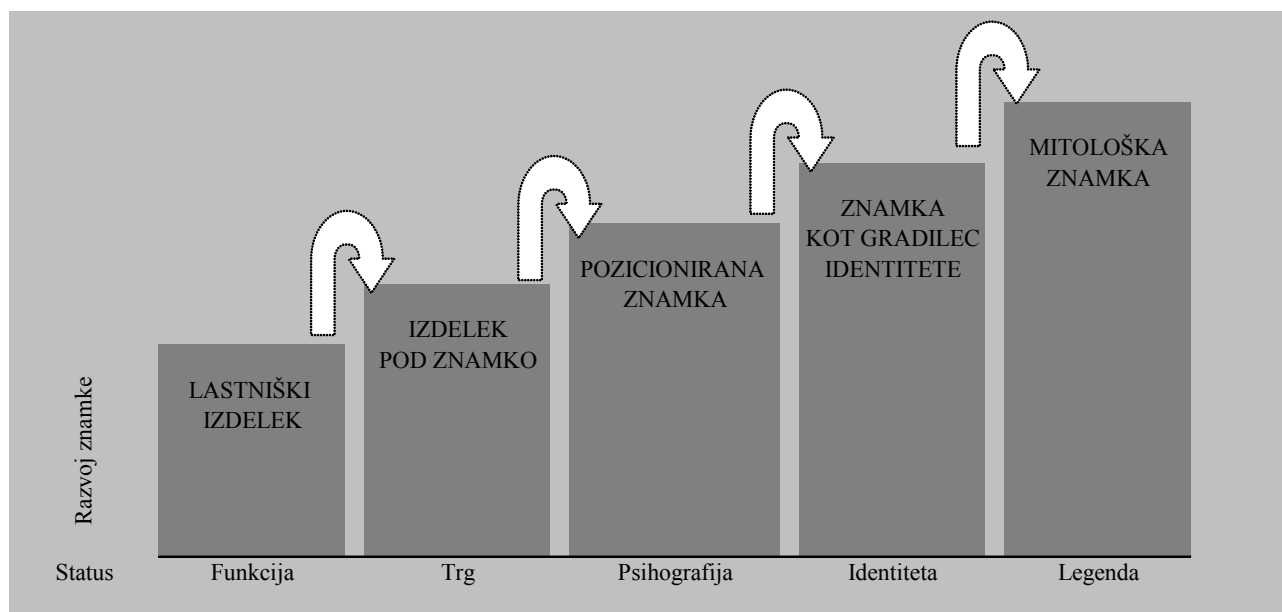 LASTNIŠKI
IZDELEK
IZDELEK
POD ZNAMKO
POZICIONIRANA
ZNAMKA
ZNAMKA
KOT GRADILEC
IDENTITETE
MITOLOŠKA
ZNAMKA
Razvoj znamke
Status Funkcija Trg Psihografija Identiteta Legenda